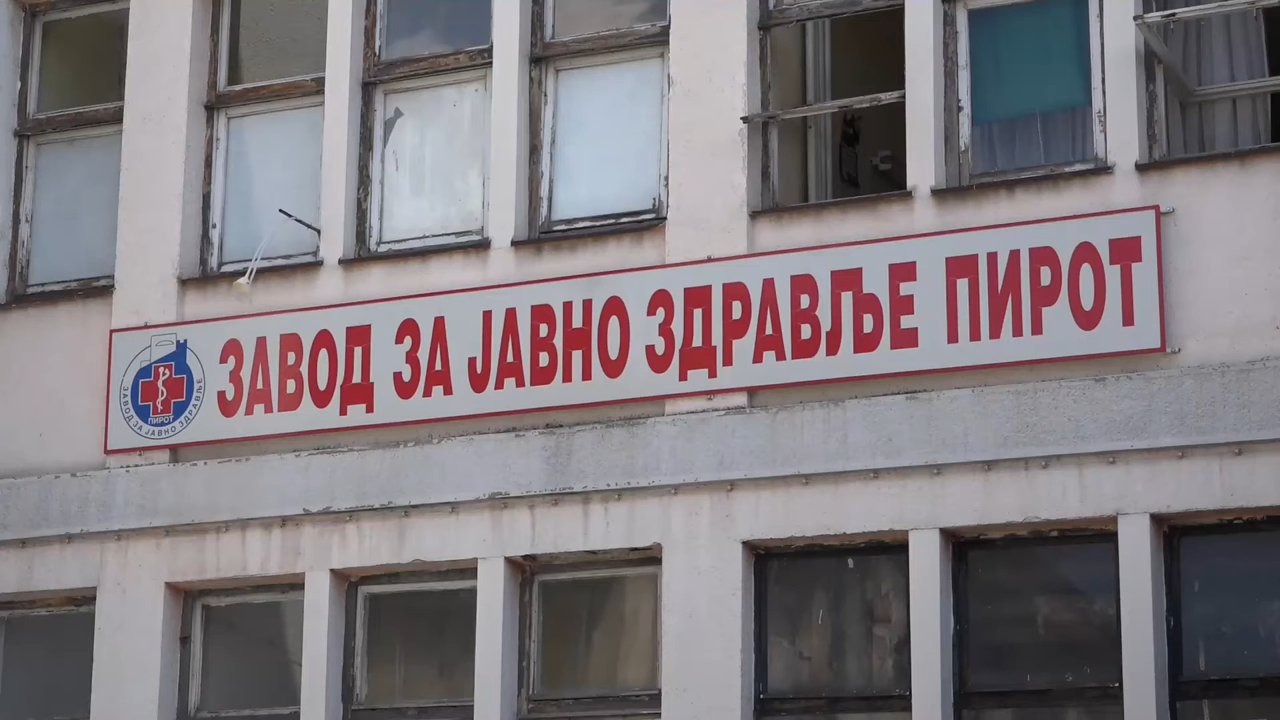 ЗАВОД ЗА ЈАВНО ЗДРАВЉЕ ПИРОТ
ПИРОТ
ЗАВОД ЗА ЈАВНО ЗДРАВЉЕ